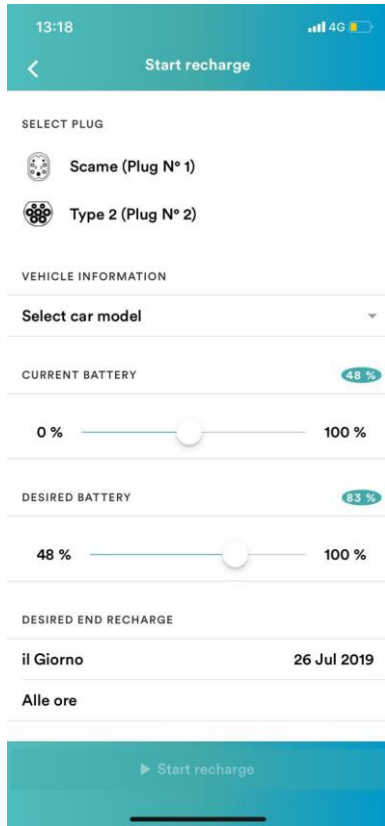 13:18
4G
Start recharge
SELECT PLUG
Scame (Plug Nº 1)
Type 2 (Plug Nº 2)
VEHICLE INFORMATION
Select car model
CURRENT BATTERY 48 %
0 % 100 %
DESIRED BATTERY 83 %
48 % 100 %
DESIRED END RECHARGE
il Giorno 26 Jul 2019
Alle ore
Start recharge